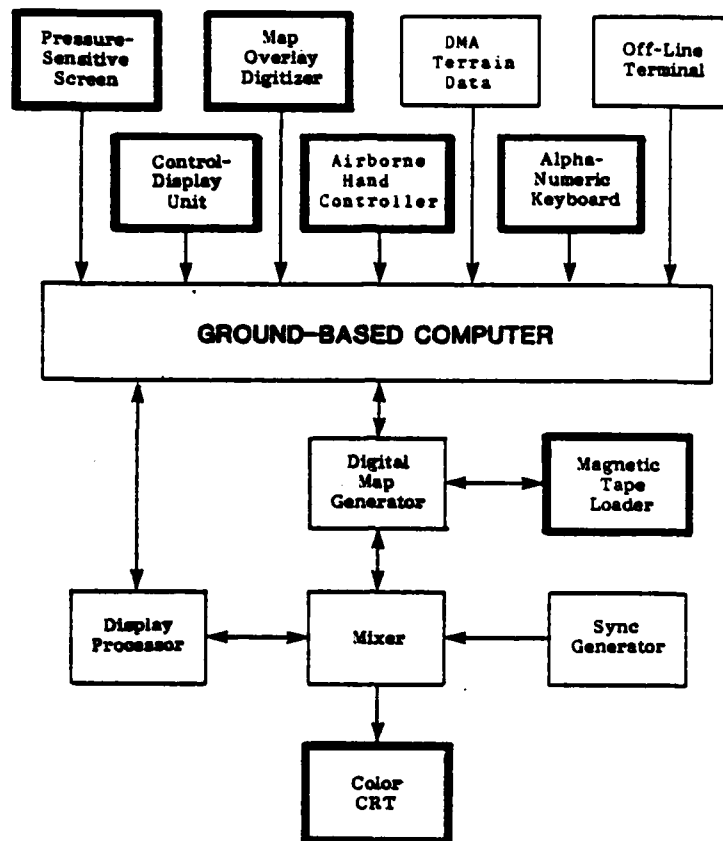 Pressure-
Sensitive
Screen
Map
Overlay
Digitizer
DMA
Terrain
Data
Off-Line
Terminal
Control-
Display
Unit
Airborne
Hand
Controller
Alpha-
Numeric
Keyboard
GROUND-BASED COMPUTER
Digital
Map
Generator
Magnetic
Tape
Loader
Display
Processor
Mixer
Sync
Generator
Color
CRT